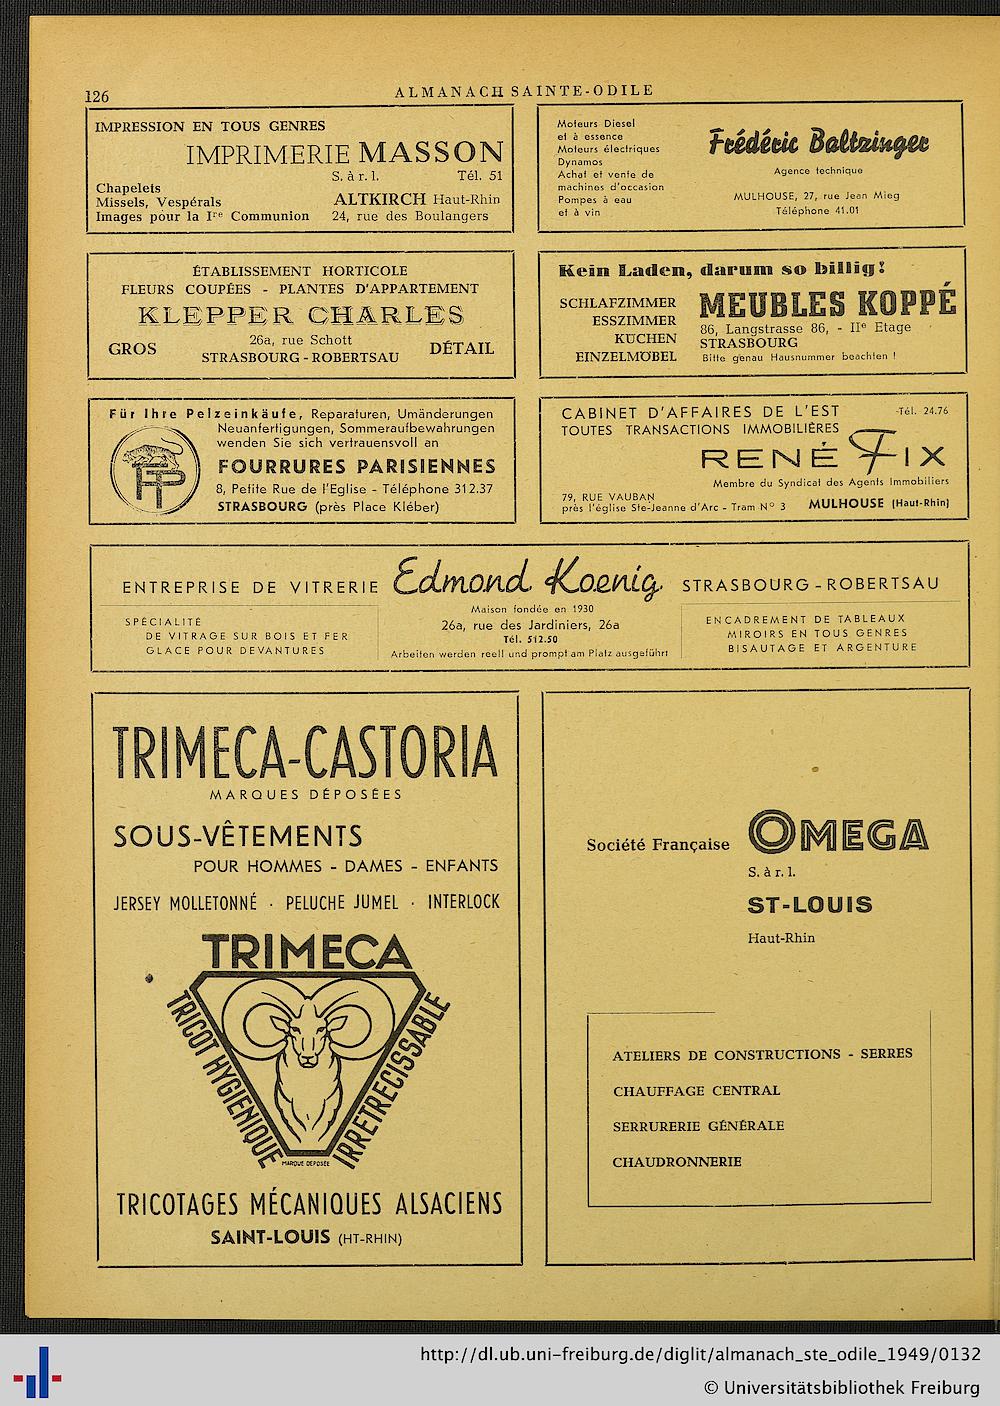 126
ALMANACH SAINTE-ODILE
IMPRESSION EN TOUS GENRES
IMPRIMERIE MASSON
S. à r. l. Tél. 51
Chapelets
Missels, Vespérals
Images pour la Ire Communion
ALTKIRCH Haut-Rhin
24, rue des Boulangers
Moteurs Diesel
et à essence
Moteurs électriques
Dynamos
Achat et vente de
machines d'occasion
Pompes à eau
et à vin
Frédéric Baltzinger
Agence technique
MULHOUSE, 27, rue Jean Mieg
Téléphone 41.01
ÉTABLISSEMENT HORTICOLE
FLEURS COUPÉES - PLANTES D'APPARTEMENT
KLEPPER CHARLES
26a, rue Schott
GROS STRASBOURG-ROBERTSAU DÉTAIL
Kein Laden, darum so billig!
SCHLAFZIMMER
ESSZIMMER
KÜCHEN
EINZELMÖBEL
MEUBLES KOPPÉ
86, Langstrasse 86, - IIe Etage
STRASBOURG
Bitte genau Hausnummer beachten !
Für Ihre Pelzeinkäufe, Reparaturen, Umänderungen
Neuanfertigungen, Sommeraufbewahrungen
wenden Sie sich vertrauensvoll an
FP
FOURRURES PARISIENNES
8, Petite Rue de l'Eglise - Téléphone 312.37
STRASBOURG (près Place Kléber)
CABINET D'AFFAIRES DE L'EST Tél. 24.76
TOUTES TRANSACTIONS IMMOBILIÈRES
RENÉ FIX
Membre du Syndicat des Agents Immobiliers
79, RUE VAUBAN
près l'église Ste-Jeanne d'Arc - Tram N° 3 MULHOUSE (Haut-Rhin)
ENTREPRISE DE VITRERIE Edmond Koenig STRASBOURG-ROBERTSAU
Maison fondée en 1930
26a, rue des Jardiniers, 26a
Tél. 512.50
Arbeiten werden reell und prompt am Platz ausgeführt
SPÉCIALITÉ
DE VITRAGE SUR BOIS ET FER
GLACE POUR DEVANTURES
ENCADREMENT DE TABLEAUX
MIROIRS EN TOUS GENRES
BISAUTAGE ET ARGENTURE
TRIMECA-CASTORIA
MARQUES DÉPOSÉES
SOUS-VÊTEMENTS
POUR HOMMES - DAMES - ENFANTS
JERSEY MOLLETONNÉ · PELUCHE JUMEL · INTERLOCK
TRIMECA
TRICOT HYGIENIQUE
IRRETRECISSABLE
MARQUE DEPOSEE
TRICOTAGES MÉCANIQUES ALSACIENS
SAINT-LOUIS (HT-RHIN)
Société Française OMEGA
S. à r. l.
ST-LOUIS
Haut-Rhin
ATELIERS DE CONSTRUCTIONS - SERRES
CHAUFFAGE CENTRAL
SERRURERIE GÉNÉRALE
CHAUDRONNERIE
http://dl.ub.uni-freiburg.de/diglit/almanach_ste_odile_1949/0132
© Universitätsbibliothek Freiburg